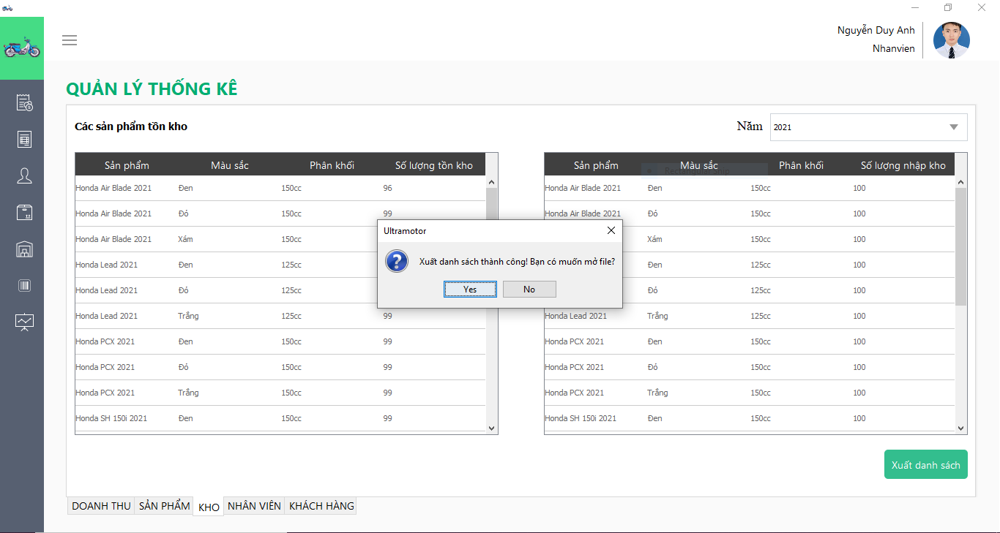 Nguyễn Duy Anh
Nhanvien
QUẢN LÝ THỐNG KÊ
Các sản phẩm tồn kho
Năm 2021
Sản phẩm Màu sắc Phân khối Số lượng tồn kho
Honda Air Blade 2021 Đen 150cc 96
Honda Air Blade 2021 Đỏ 150cc 99
Honda Air Blade 2021 Xám 150cc
Honda Lead 2021 Đen 125cc
Honda Lead 2021 Đỏ 125cc
Honda Lead 2021 Trắng 125cc 99
Honda PCX 2021 Đen 150cc 99
Honda PCX 2021 Đỏ 150cc 99
Honda PCX 2021 Trắng 150cc 99
Honda SH 150i 2021 Đen 150cc 99
Sản phẩm Màu sắc Phân khối Số lượng nhập kho
Rectangular Snip
Honda Air Blade 2021 Đen 150cc 100
Honda Air Blade 2021 Đỏ 150cc 100
Xám 150cc 100
Đen 125cc 100
Đỏ 125cc 100
Honda Lead 2021 Trắng 125cc 100
Honda PCX 2021 Đen 150cc 100
Honda PCX 2021 Đỏ 150cc 100
Honda PCX 2021 Trắng 150cc 100
Honda SH 150i 2021 Đen 150cc 100
Ultramotor
Xuất danh sách thành công! Bạn có muốn mở file?
Yes No
Xuất danh sách
DOANH THU SẢN PHẨM KHO NHÂN VIÊN KHÁCH HÀNG